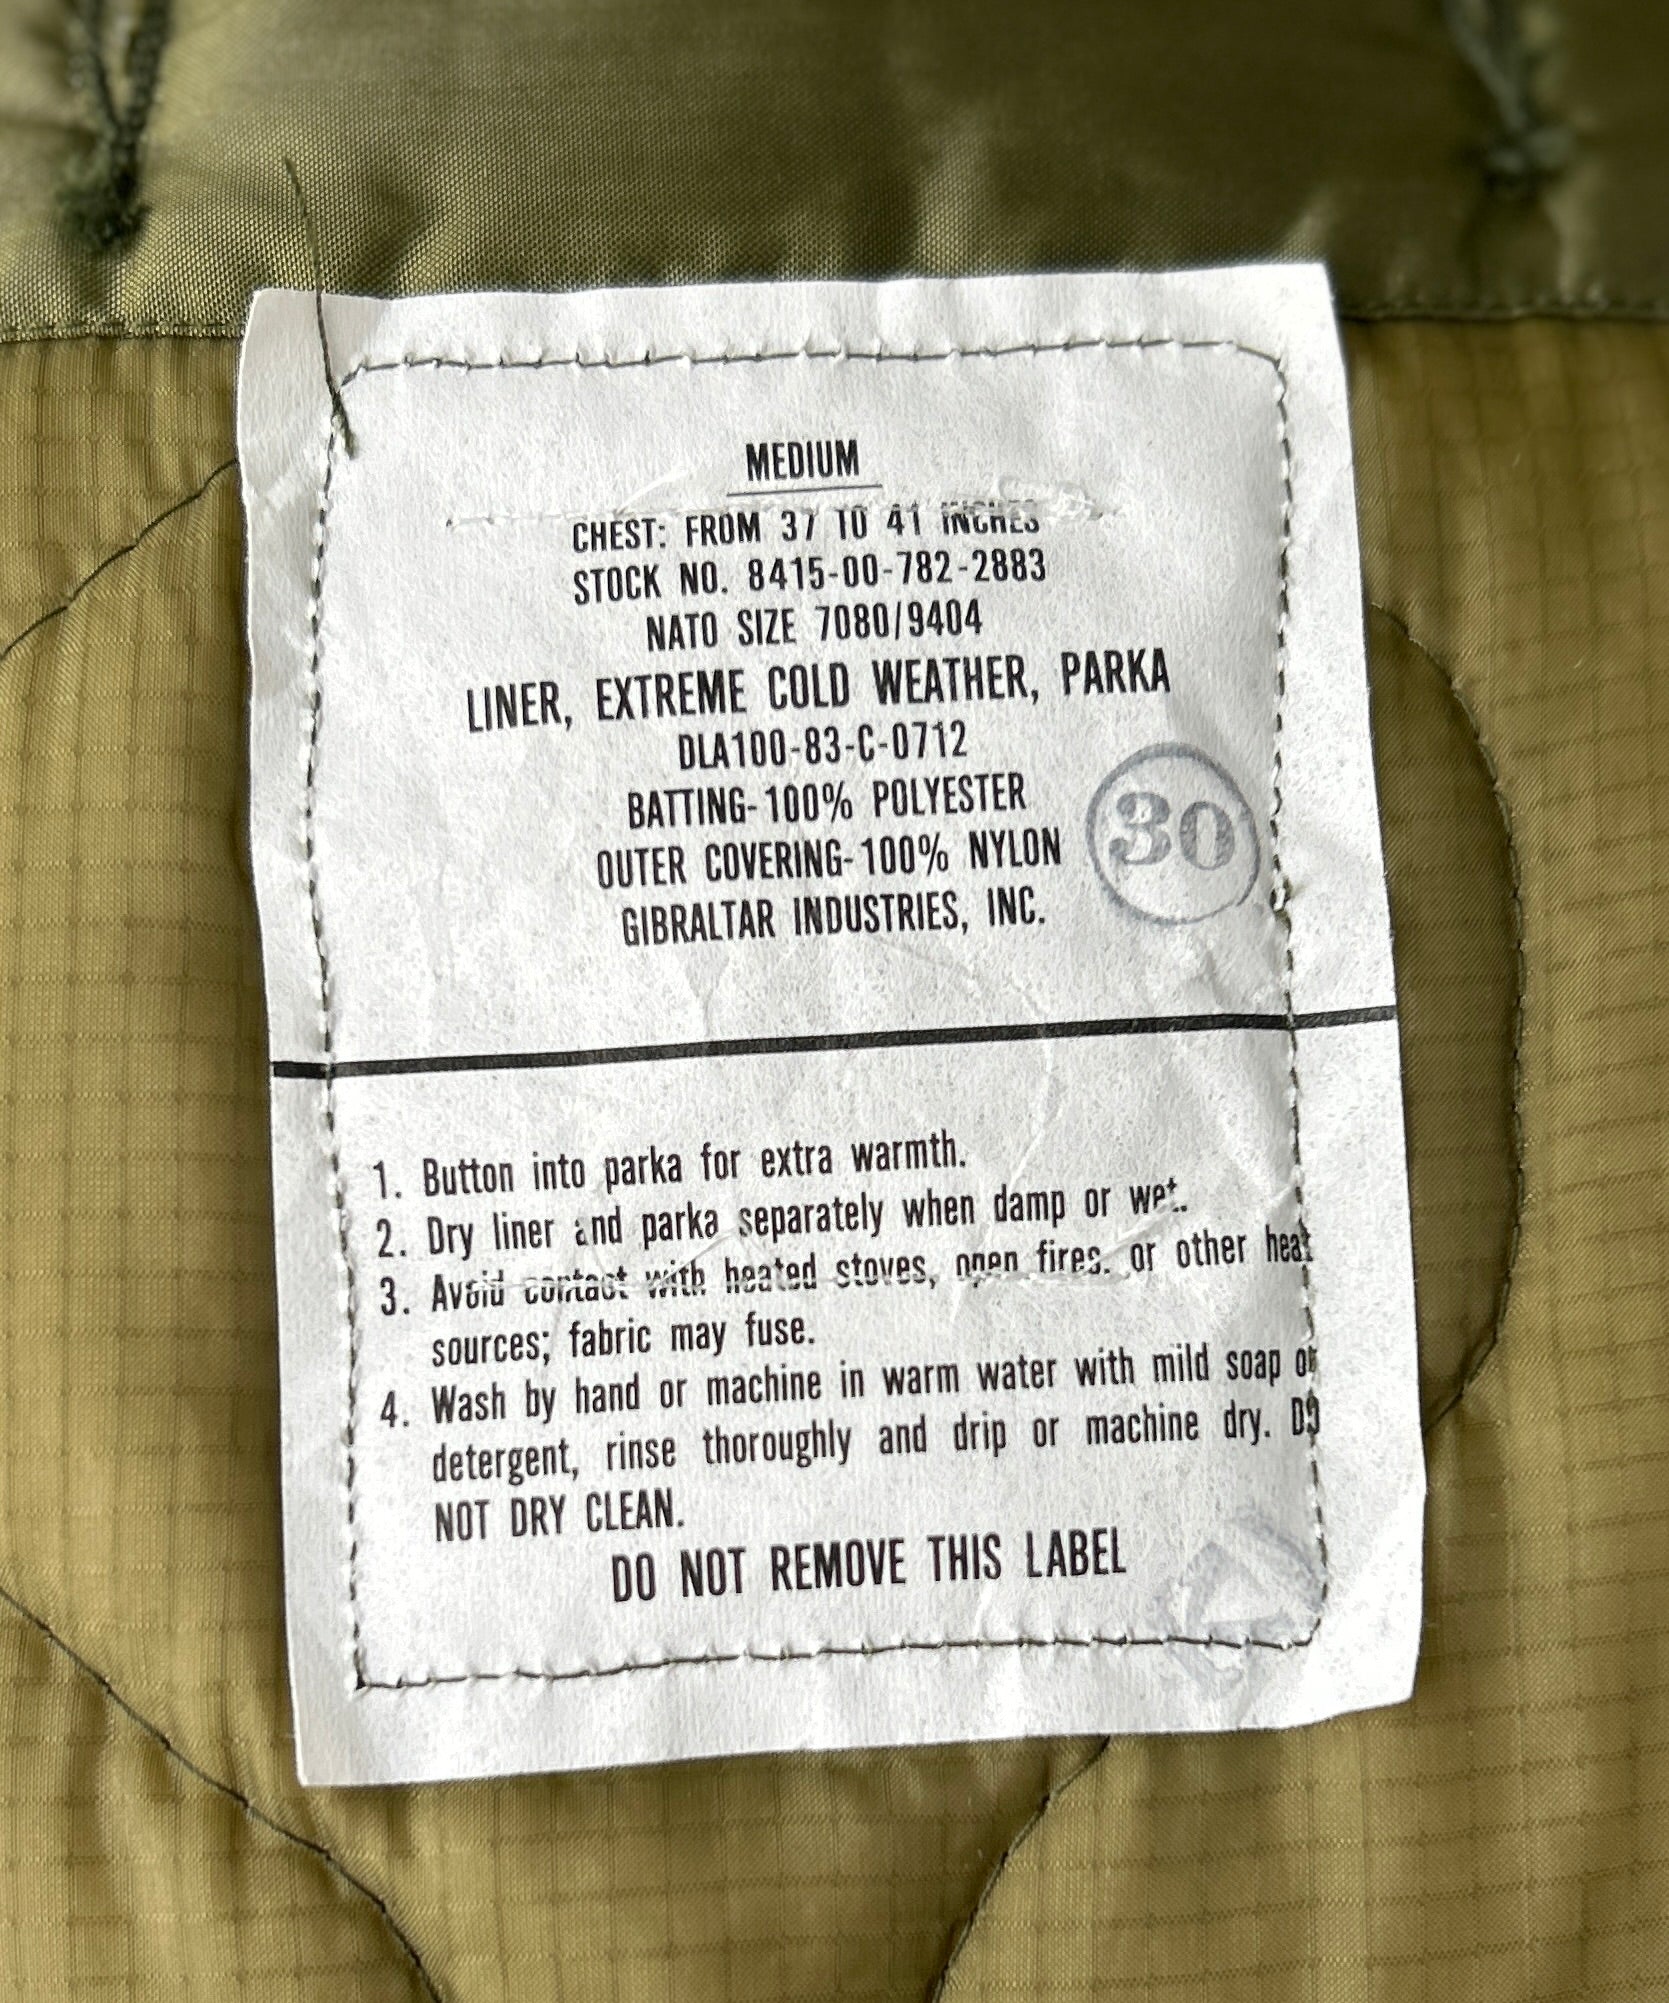 MEDIUM
CHEST: FROM 37 TO 41 INCHES
STOCK NO. 8415-00-782-2883
NATO SIZE 7080/9404
LINER, EXTREME COLD WEATHER, PARKA
DLA100-83-C-0712
BATTING-100% POLYESTER
OUTER COVERING-100% NYLON
GIBRALTAR INDUSTRIES, INC.
30
1. Button into parka for extra warmth.
2. Dry liner and parka separately when damp or wet.
3. Avoid contact with heated stoves, open fires. or other heat
sources; fabric may fuse.
4. Wash by hand or machine in warm water with mild soap or
detergent, rinse thoroughly and drip or machine dry. DO
NOT DRY CLEAN.
DO NOT REMOVE THIS LABEL